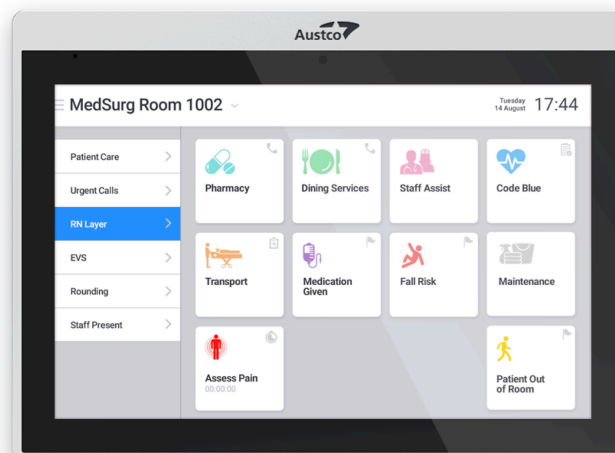 Austco
MedSurg Room 1002
Tuesday
14 August
17:44
Patient Care
Urgent Calls
RN Layer
EVS
Rounding
Staff Present
Pharmacy
Dining Services
Staff Assist
Code Blue
Transport
Medication
Given
Fall Risk
Maintenance
Assess Pain
00:00:00
Patient Out
of Room